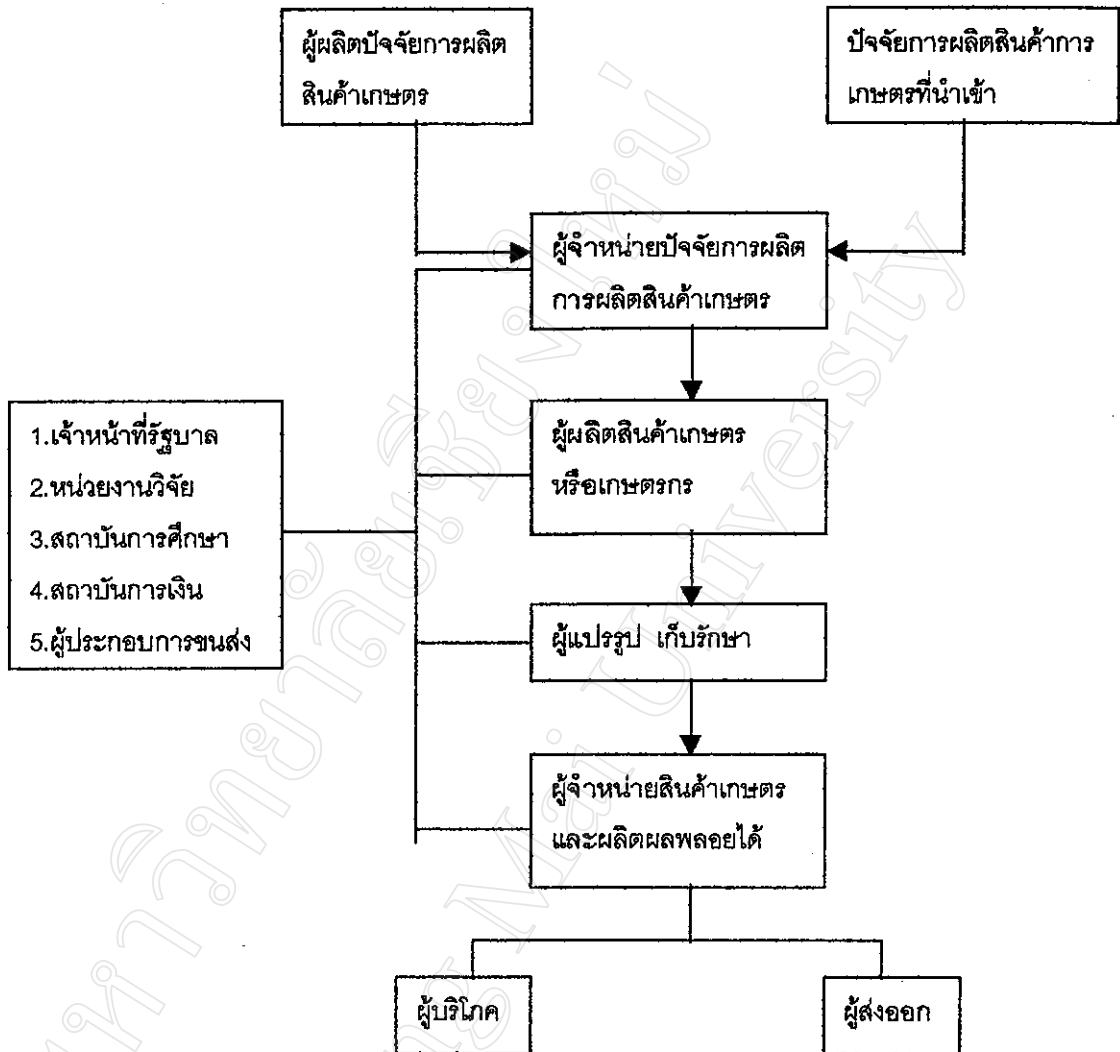 ผู้ผลิตปัจจัยการผลิต
สินค้าเกษตร
ปัจจัยการผลิตสินค้าการ
เกษตรที่นำเข้า
ผู้จำหน่ายปัจจัยการผลิต
การผลิตสินค้าเกษตร
1.เจ้าหน้าที่รัฐบาล
2.หน่วยงานวิจัย
3.สถาบันการศึกษา
4.สถาบันการเงิน
5.ผู้ประกอบการขนส่ง
ผู้ผลิตสินค้าเกษตร
หรือเกษตรกร
ผู้แปรรูป เก็บรักษา
ผู้จำหน่ายสินค้าเกษตร
และผลิตผลพลอยได้
ผู้บริโภค
ผู้ส่งออก